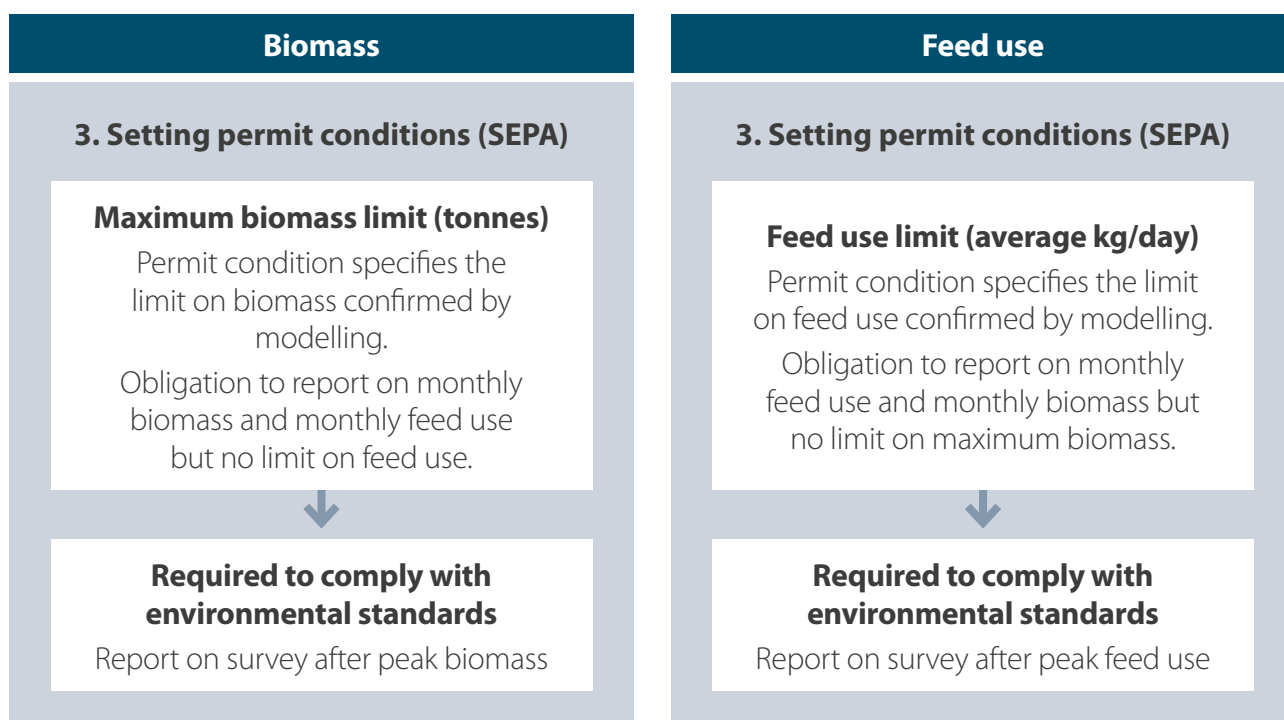 Biomass
3. Setting permit conditions (SEPA)
Maximum biomass limit (tonnes)
Permit condition specifies the
limit on biomass confirmed by
modelling.
Obligation to report on monthly
biomass and monthly feed use
but no limit on feed use.
Required to comply with
environmental standards
Report on survey after peak biomass
Feed use
3. Setting permit conditions (SEPA)
Feed use limit (average kg/day)
Permit condition specifies the limit
on feed use confirmed by modelling.
Obligation to report on monthly
feed use and monthly biomass but
no limit on maximum biomass.
Required to comply with
environmental standards
Report on survey after peak feed use